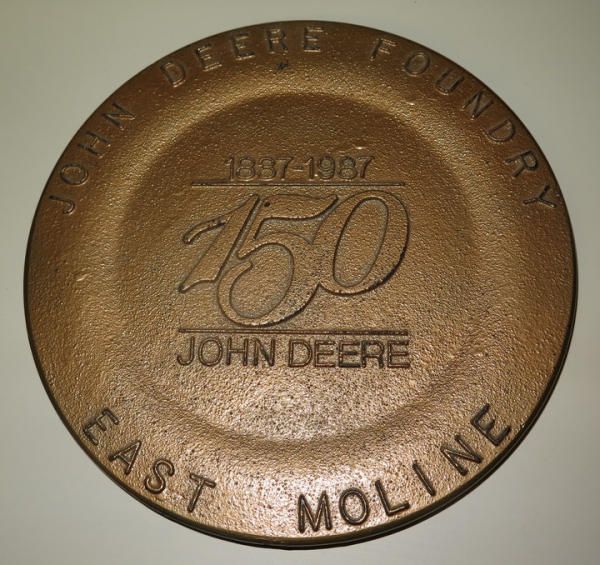 JOHN DEERE FOUNDRY
1837-1987
150
JOHN DEERE
EAST MOLINE